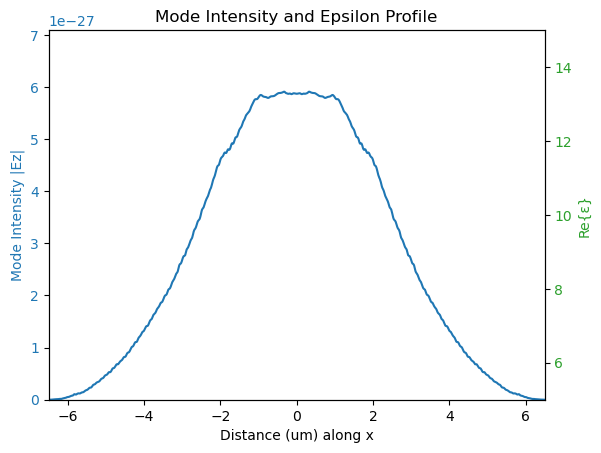 Mode Intensity and Epsilon Profile
1e−27
7
6
5
4
3
2
1
0
Mode Intensity |Ez|
14
12
10
8
6
Re{ε}
−6 −4 −2 0 2 4 6
Distance (um) along x